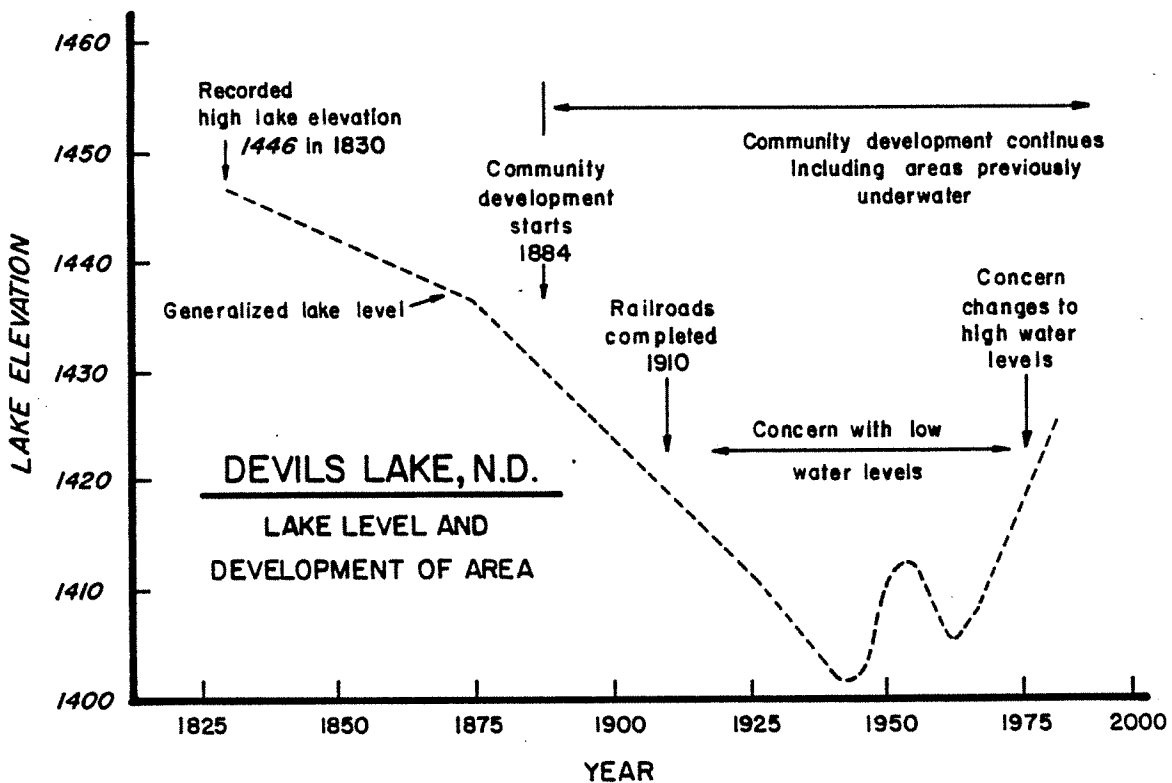 1460
1450
1440
1430
1420
1410
1400
LAKE ELEVATION
Recorded
high lake elevation
1446 in 1830
Community
development
starts
1884
Community development continues
including areas previously
underwater
Generalized lake level
Railroads
completed
1910
Concern
changes to
high water
levels
Concern with low
water levels
DEVILS LAKE, N.D.
LAKE LEVEL AND
DEVELOPMENT OF AREA
1825 1850 1875 1900 1925 1950 1975 2000
YEAR